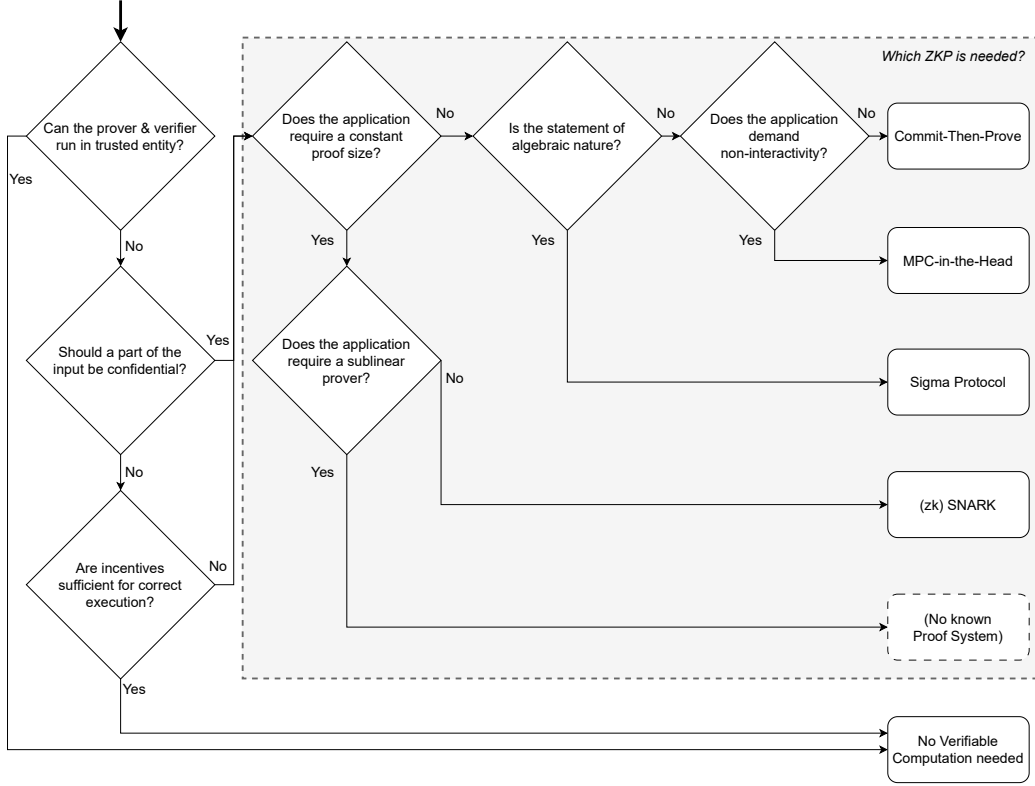 Which ZKP is needed?
Can the prover & verifier
run in trusted entity?
Yes
No
Does the application
require a constant
proof size?
No
Yes
Is the statement of
algebraic nature?
No
Yes
Does the application
demand
non-interactivity?
No
Yes
Commit-Then-Prove
MPC-in-the-Head
Should a part of the
input be confidential?
Yes
No
Does the application
require a sublinear
prover?
No
Yes
Sigma Protocol
(zk) SNARK
Are incentives
sufficient for correct
execution?
No
Yes
(No known
Proof System)
No Verifiable
Computation needed